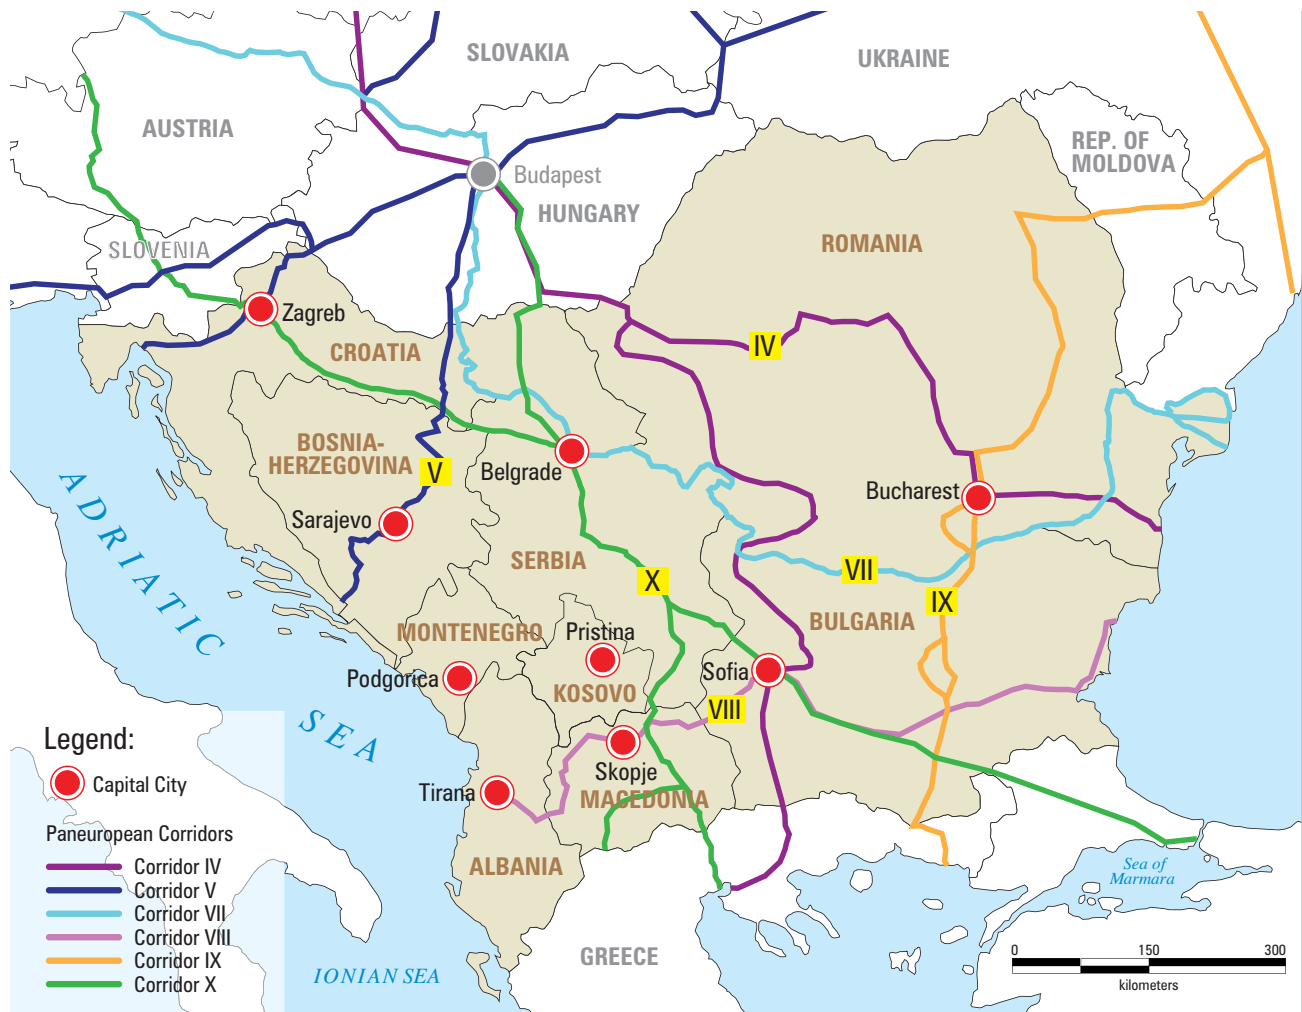 SLOVAKIA
UKRAINE
AUSTRIA
REP. OF
MOLDOVA
Budapest
HUNGARY
SLOVENIA
ROMANIA
Zagreb
CROATIA
IV
BOSNIA-
HERZEGOVINA
V
Belgrade
Bucharest
Sarajevo
ADRIATIC
SEA
SERBIA
X
VII
IX
BULGARIA
MONTENEGRO
Pristina
Podgorica
KOSOVO
Sofia
VIII
Skopje
MACEDONIA
Tirana
ALBANIA
GREECE
IONIAN SEA
Sea of
Marmara
Legend:
Capital City
Paneuropean Corridors
Corridor IV
Corridor V
Corridor VII
Corridor VIII
Corridor IX
Corridor X
0 150 300
kilometers